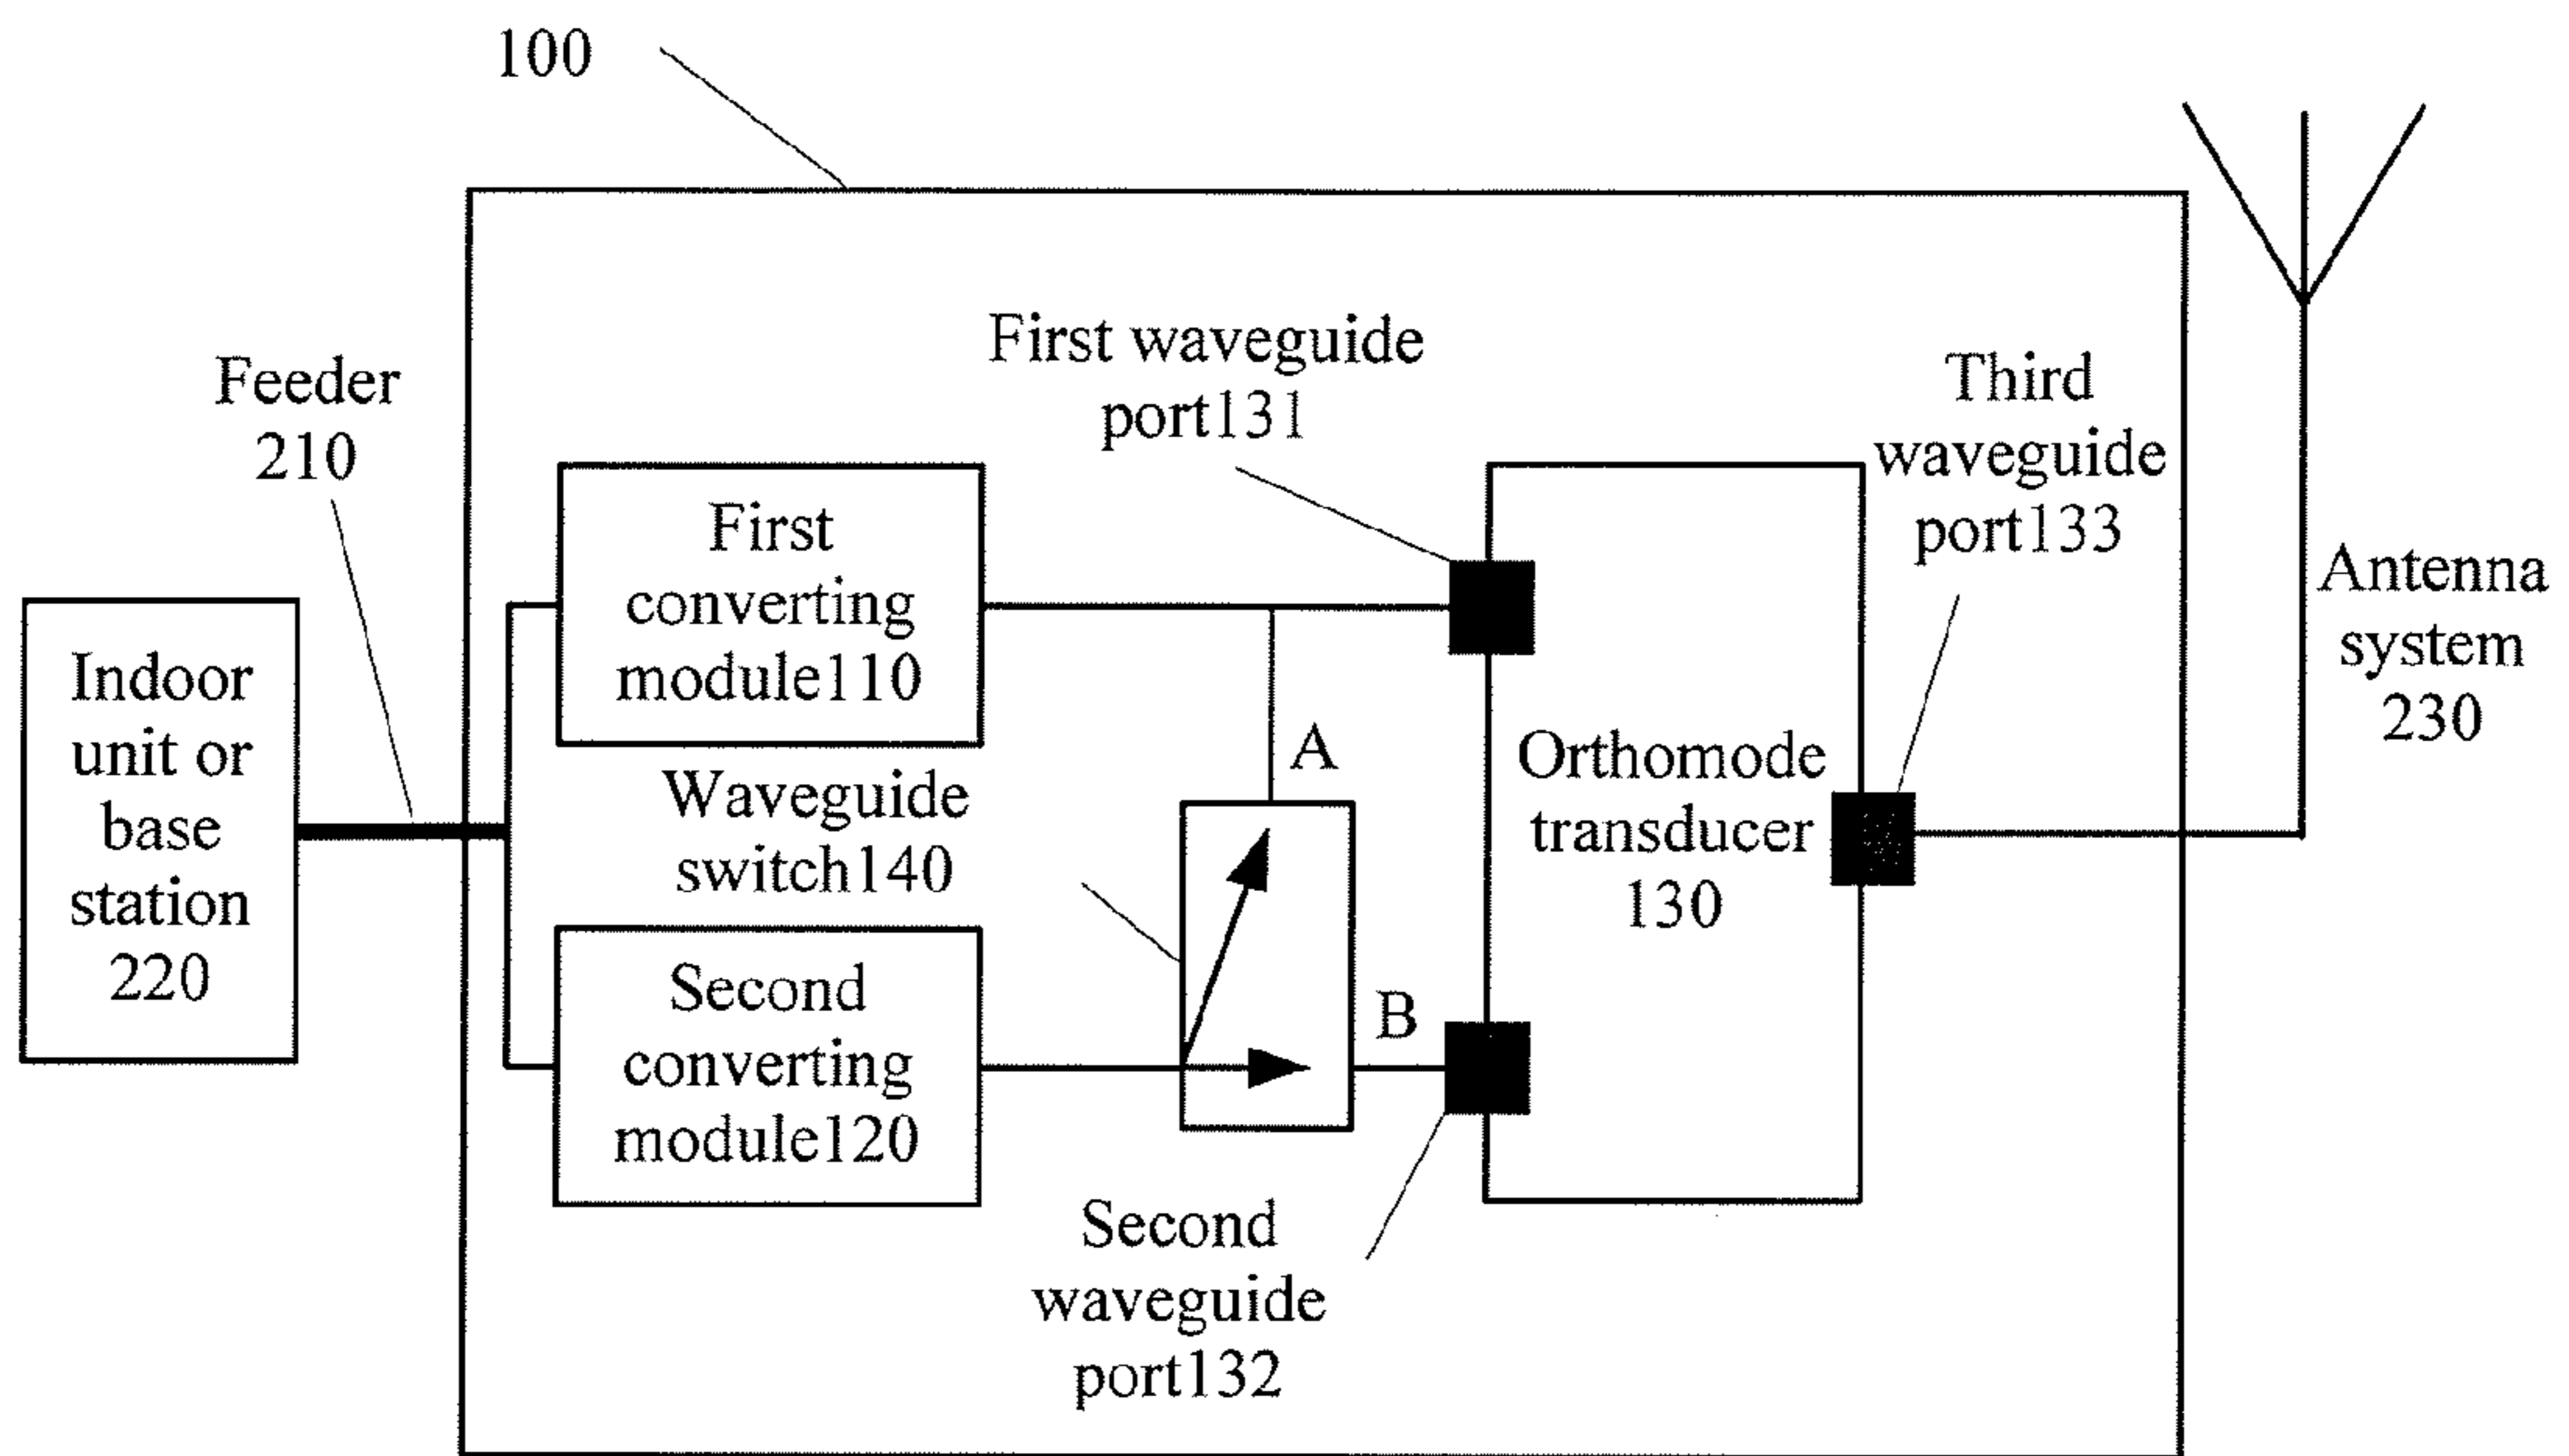 100
Feeder
210
Indoor
unit or
base
station
220
First
converting
module110
Second
converting
module120
Waveguide
switch140
First waveguide
port131
A
B
Second
waveguide
port132
Orthomode
transducer
130
Third
waveguide
port133
Antenna
system
230